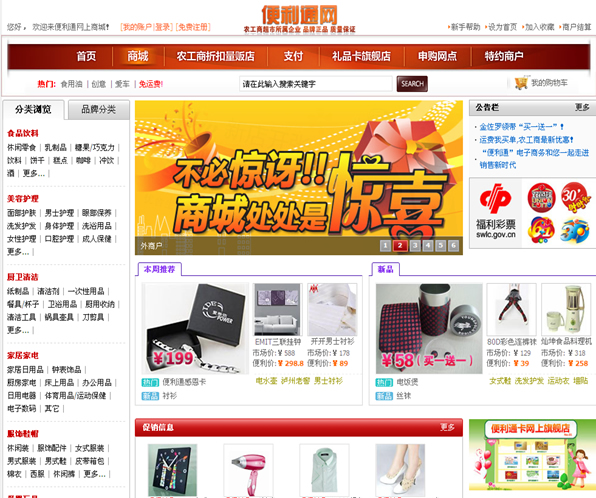 您好，欢迎来便利通网上商城！ [我的账户|登录] [免费注册]
便利通网
农工商超市所属企业 品牌正品 质量保证
新手帮助 设为首页 加入收藏 商户结算
首页 商城 农工商折扣量贩店 支付 礼品卡旗舰店 申购网点 特约商户
热门： 食用油 | 创意 | 爱车 | 免运费！
请在此输入搜索关键字
SEARCH
我的购物车
分类浏览 品牌分类
食品饮料
休闲零食 | 乳制品 | 糖果/巧克力
饮料 | 饼干 | 糕点 | 咖啡 | 冲饮
酒 | 更多... |
美容护理
面部护肤 | 男士护理 | 眼部保养 |
洗发护发 | 身体护理 | 洗浴用品 |
女性护理 | 口腔护理 | 成人保健 |
更多... |
厨卫清洁
纸制品 | 清洁剂 | 一次性用品 |
餐具/杯子 | 卫浴用品 | 厨用收纳 |
清洁工具 | 锅具壶具 | 刀剪具 |
更多... |
家居家电
家居日用品 | 钟表饰品 |
厨房家电 | 床上用品 | 办公用品 |
日用电器 | 体育用品/运动保健 |
电子数码 | 其它 |
服饰鞋帽
休闲装 | 服饰配件 | 女式服装 |
男式服装 | 男式鞋 | 皮带箱包 |
棉衣 | 西服 | 休闲裤 | 更多... |
不必惊讶!!
商城处处是惊喜
外商户
1 2 3 4 5 6
公告栏 更多
金佐罗领带 “买一送一”！
运费我买单,农工商是新优惠!
“便利通”电子商务和您一起走进
销售新时代
福利彩票
swlc.gov.cn
本周推荐
POWER
¥199
EMIT三联挂钟
市场价: ¥ 588
便利价: ¥ 298.8
开开男士衬衫
市场价: ¥ 178
便利价: ¥ 89
热门 便利通感恩卡
新品 衬衫
电水壶 泸州老窖 男士衬衫
新品
¥58(买一送一)
80D彩色连裤袜
市场价: ¥ 129
便利价: ¥ 39
灿坤食品料理机
市场价: ¥ 318
便利价: ¥ 258
热门 电饭煲
新品 丝袜
女式鞋 洗发护发 运动衣
促销信息 更多
便利通卡网上旗舰店